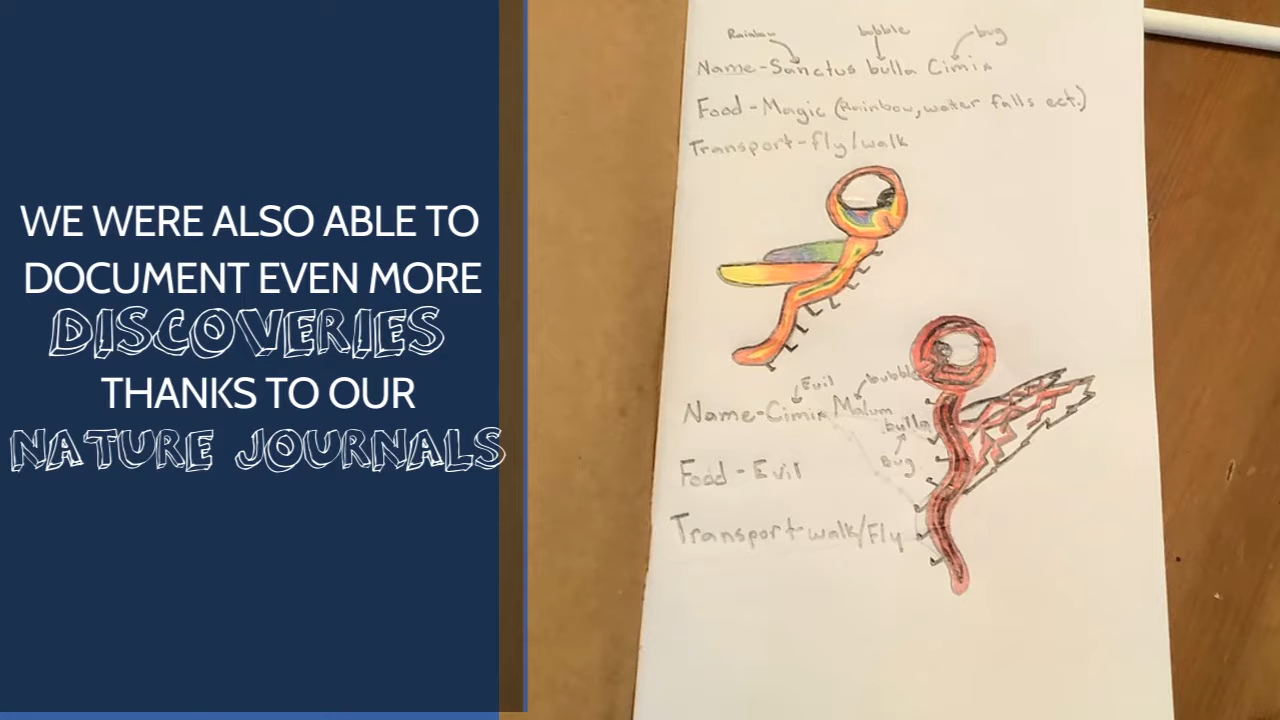 WE WERE ALSO ABLE TO
DOCUMENT EVEN MORE
DISCOVERIES
THANKS TO OUR
NATURE JOURNALS
Rainbow bubble bug
Name-Sanctus bulla Cimix
Food-Magic (Rainbow, water falls ect.)
Transport-fly/walk
Evil bubble
Name-Cimix Malum
bulla
Bug
Food-Evil
Transport-walk/Fly